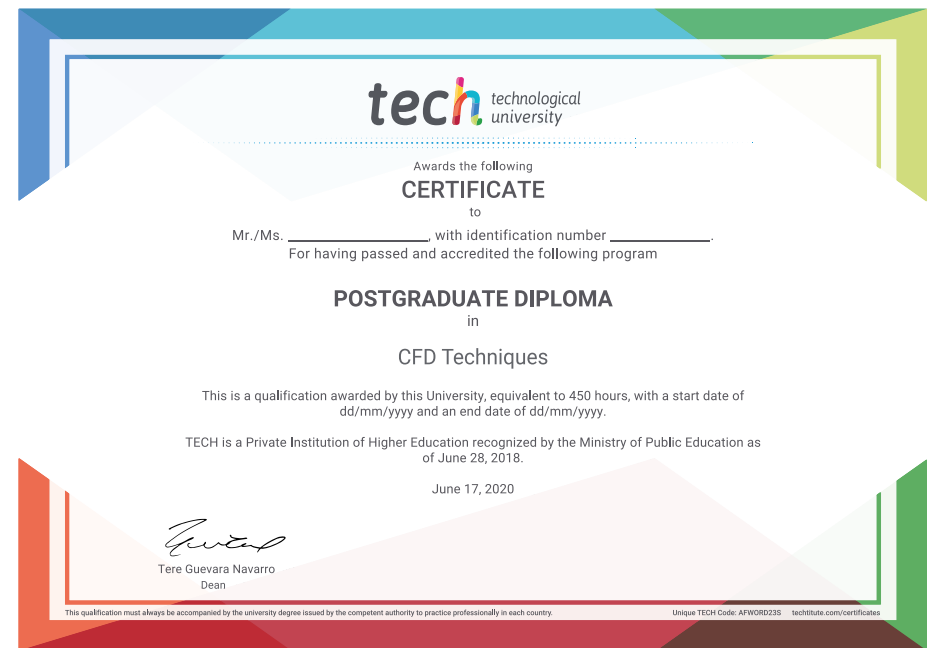 tech technological
university
Awards the following
CERTIFICATE
to
Mr./Ms. ____________________, with identification number ______________.
For having passed and accredited the following program
POSTGRADUATE DIPLOMA
in
CFD Techniques
This is a qualification awarded by this University, equivalent to 450 hours, with a start date of
dd/mm/yyyy and an end date of dd/mm/yyyy.
TECH is a Private Institution of Higher Education recognized by the Ministry of Public Education as
of June 28, 2018.
June 17, 2020
Tere Guevara Navarro
Dean
This qualification must always be accompanied by the university degree issued by the competent authority to practice professionally in each country. Unique TECH Code: AFWORD23S techtitute.com/certificates